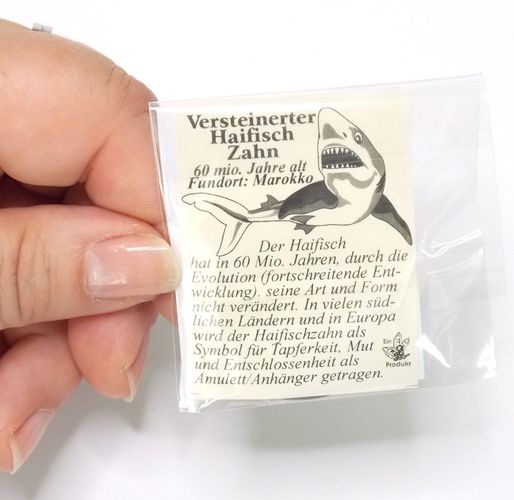 Versteinerter
Haifisch
Zahn
60 mio. Jahre alt
Fundort: Marokko
Der Haifisch
hat in 60 Mio. Jahren, durch die
Evolution (fortschreitende Ent-
wicklung). seine Art und Form
nicht verändert. In vielen süd-
lichen Ländern und in Europa
wird der Haifischzahn als
Symbol für Tapferkeit, Mut
und Entschlossenheit als
Amulett/Anhänger getragen.
Ein
Produkt